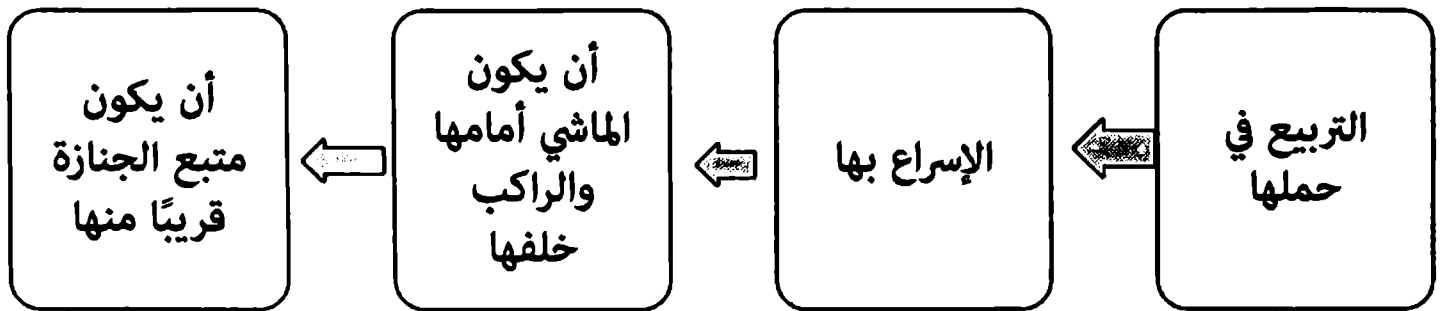 التربيع في
حملها
الإسراع بها
أن يكون
الماشي أمامها
والراكب
خلفها
أن يكون
متبع الجنازة
قريبًا منها